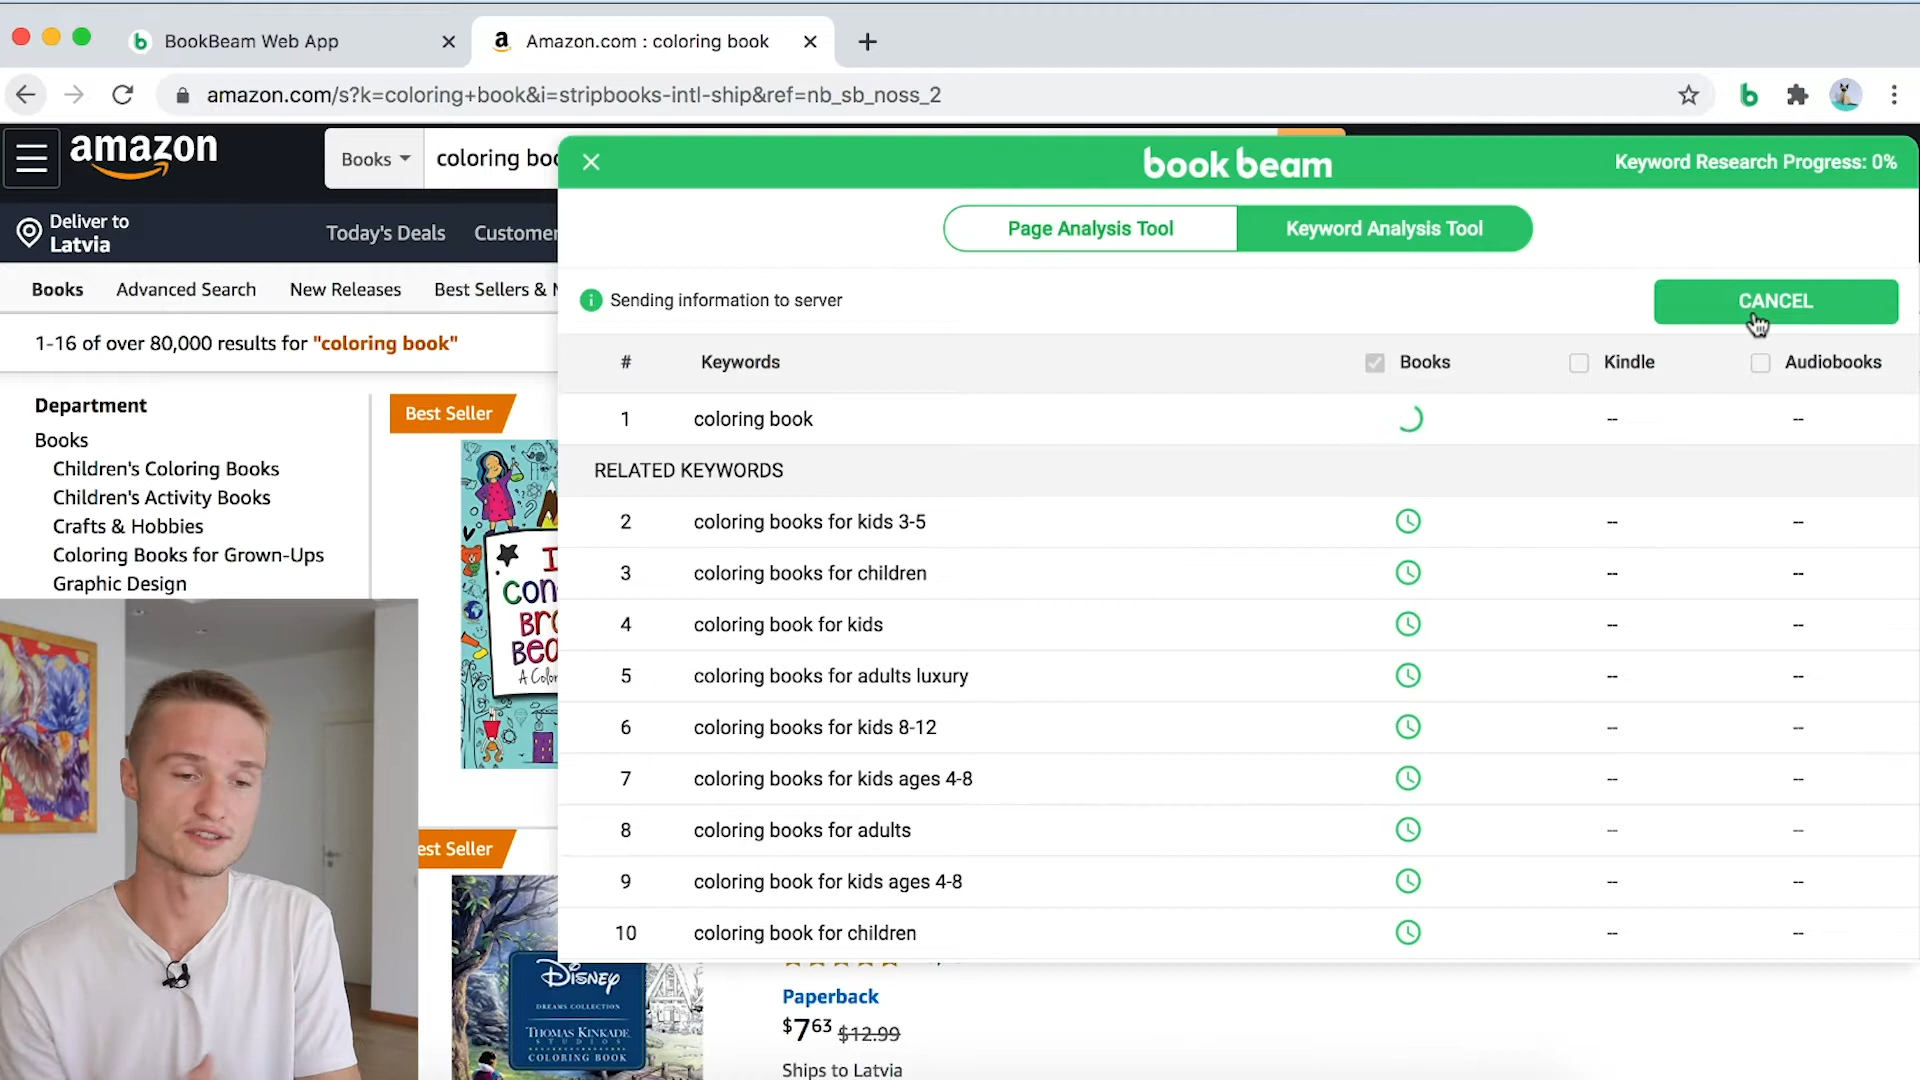 BookBeam Web App
Amazon.com : coloring book
amazon.com/s?k=coloring+book&i=stripbooks-intl-ship&ref=nb_sb_noss_2
amazon
Books
coloring boo
Deliver to
Latvia
Today's Deals
Customer
Books
Advanced Search
New Releases
Best Sellers &
1-16 of over 80,000 results for "coloring book"
Department
Books
Children's Coloring Books
Children's Activity Books
Crafts & Hobbies
Coloring Books for Grown-Ups
Graphic Design
Best Seller
A Color
est Seller
Disney
DREAMS COLLECTION
THOMAS KINKADE
STUDIOS
COLORING BOOK
Paperback
$7.63 $12.99
Ships to Latvia
book beam
Keyword Research Progress: 0%
Page Analysis Tool
Keyword Analysis Tool
Sending information to server
CANCEL
# Keywords Books Kindle Audiobooks
1 coloring book -- --
RELATED KEYWORDS
2 coloring books for kids 3-5 -- --
3 coloring books for children -- --
4 coloring book for kids -- --
5 coloring books for adults luxury -- --
6 coloring books for kids 8-12 -- --
7 coloring books for kids ages 4-8 -- --
8 coloring books for adults -- --
9 coloring book for kids ages 4-8 -- --
10 coloring book for children -- --